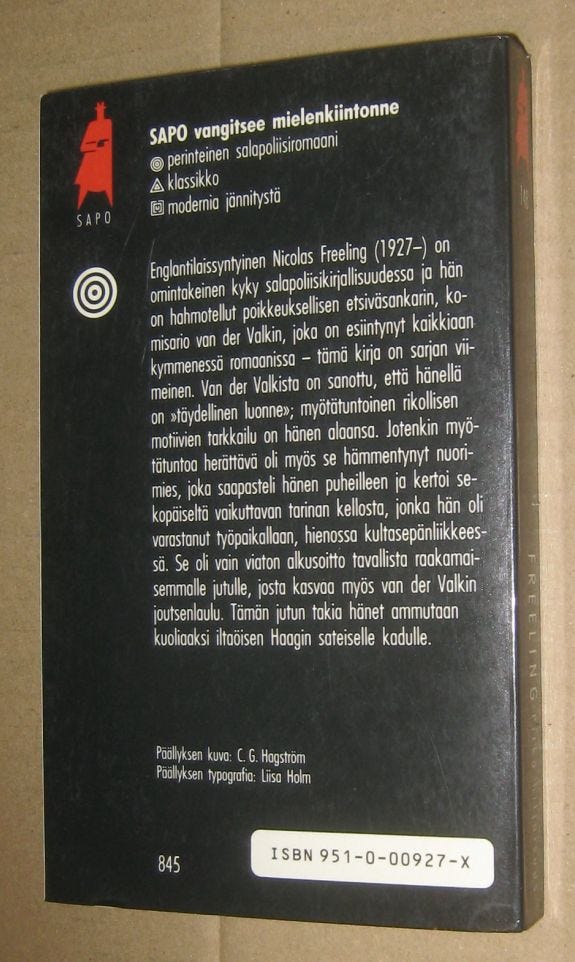 SAPO
SAPO vangitsee mielenkiintonne
perinteinen salapoliisiromaani
klassikko
modernia jännitystä
Englantilaissyntyinen Nicolas Freeling (1927–) on
omintakeinen kyky salapoliisikirjallisuudessa ja hän
on hahmotellut poikkeuksellisen etsiväsankarin, ko-
misario van der Valkin, joka on esiintynyt kaikkiaan
kymmenessä romaanissa – tämä kirja on sarjan vii-
meinen. Van der Valkista on sanottu, että hänellä
on »täydellinen luonne»; myötätuntoinen rikollisen
motiivien tarkkailu on hänen alaansa. Jotenkin myö-
tätuntoa herättävä oli myös se hämmentynyt nuori-
mies, joka saapasteli hänen puheilleen ja kertoi se-
kopäiseltä vaikuttavan tarinan kellosta, jonka hän oli
varastanut työpaikallaan, hienossa kultasepänliikkees-
sä. Se oli vain viaton alkusoitto tavallista raakamai-
semmalle jutulle, josta kasvaa myös van der Valkin
joutsenlaulu. Tämän jutun takia hänet ammutaan
kuoliaaksi iltaöisen Haagin sateiselle kadulle.
Päällyksen kuva: C. G. Hagström
Päällyksen typografia: Liisa Holm
845
ISBN 951-0-00927-X
FREELING